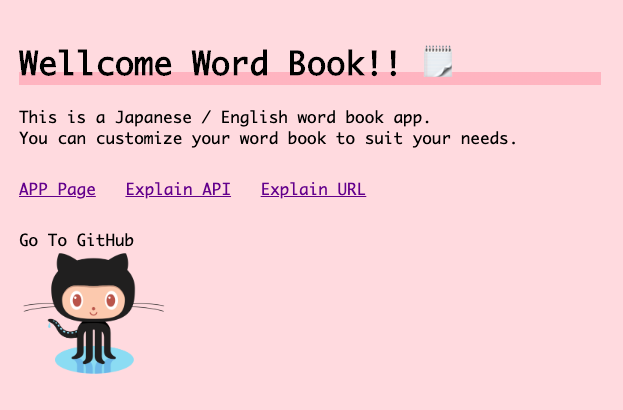 Wellcome Word Book!! 🗒
This is a Japanese / English word book app.
You can customize your word book to suit your needs.
APP Page Explain API Explain URL
Go To GitHub